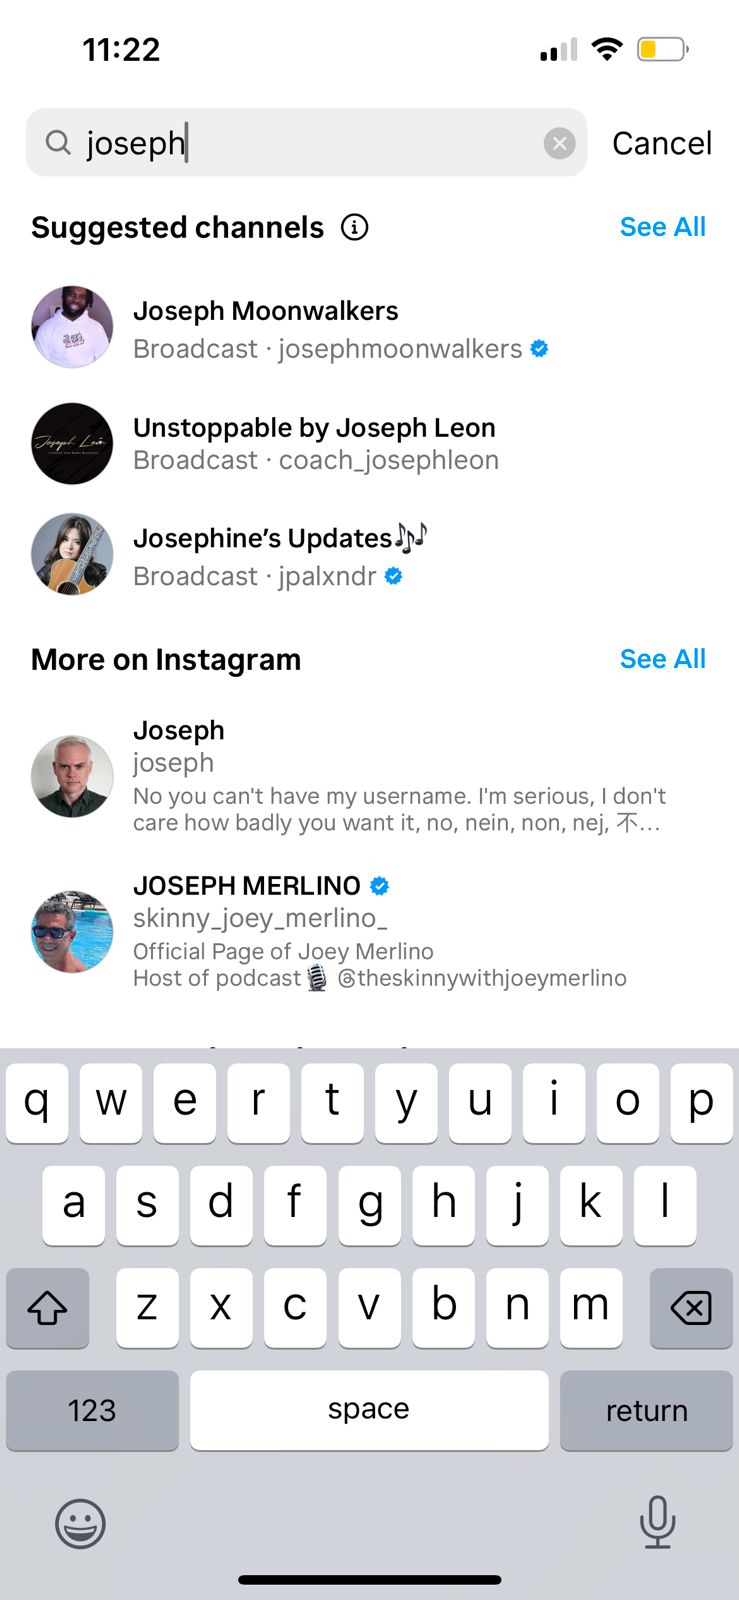 11:22
joseph
Cancel
Suggested channels
See All
Joseph Moonwalkers
Broadcast · josephmoonwalkers
Joseph León
Unstoppable by Joseph Leon
Broadcast · coach_josephleon
Josephine’s Updates🎶
Broadcast · jpalxndr
More on Instagram
See All
Joseph
joseph
No you can't have my username. I'm serious, I don't
care how badly you want it, no, nein, non, nej, 不...
JOSEPH MERLINO
skinny_joey_merlino_
Official Page of Joey Merlino
Host of podcast🎙 @theskinnywithjoeymerlino
q w e r t y u i o p
a s d f g h j k l
z x c v b n m
123 space return